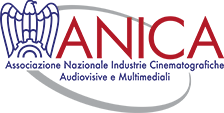 ANICA
Associazione Nazionale Industrie Cinematografiche
Audiovisive e Multimediali